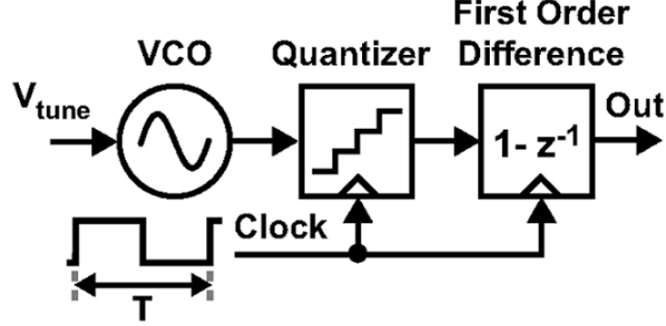 First Order
VCO Quantizer Difference
V_tune
Out
1- z^-1
Clock
T